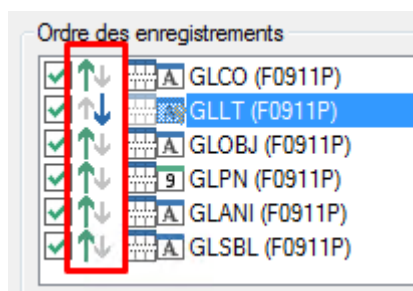 Ordre des enregistrements
A GLCO (F0911P)
GLLT (F0911P)
A GLOBJ (F0911P)
9 GLPN (F0911P)
A GLANI (F0911P)
A GLSBL (F0911P)